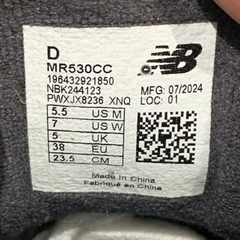 D
MR530CC
196432921850
NBK244123
PWXJX8236 XNQ
NB
MFG: 07/2024
LOC: 01
5.5 US M
7 US W
5 UK
38 EU
23.5 CM
Made in China
Fabriqué en Chine